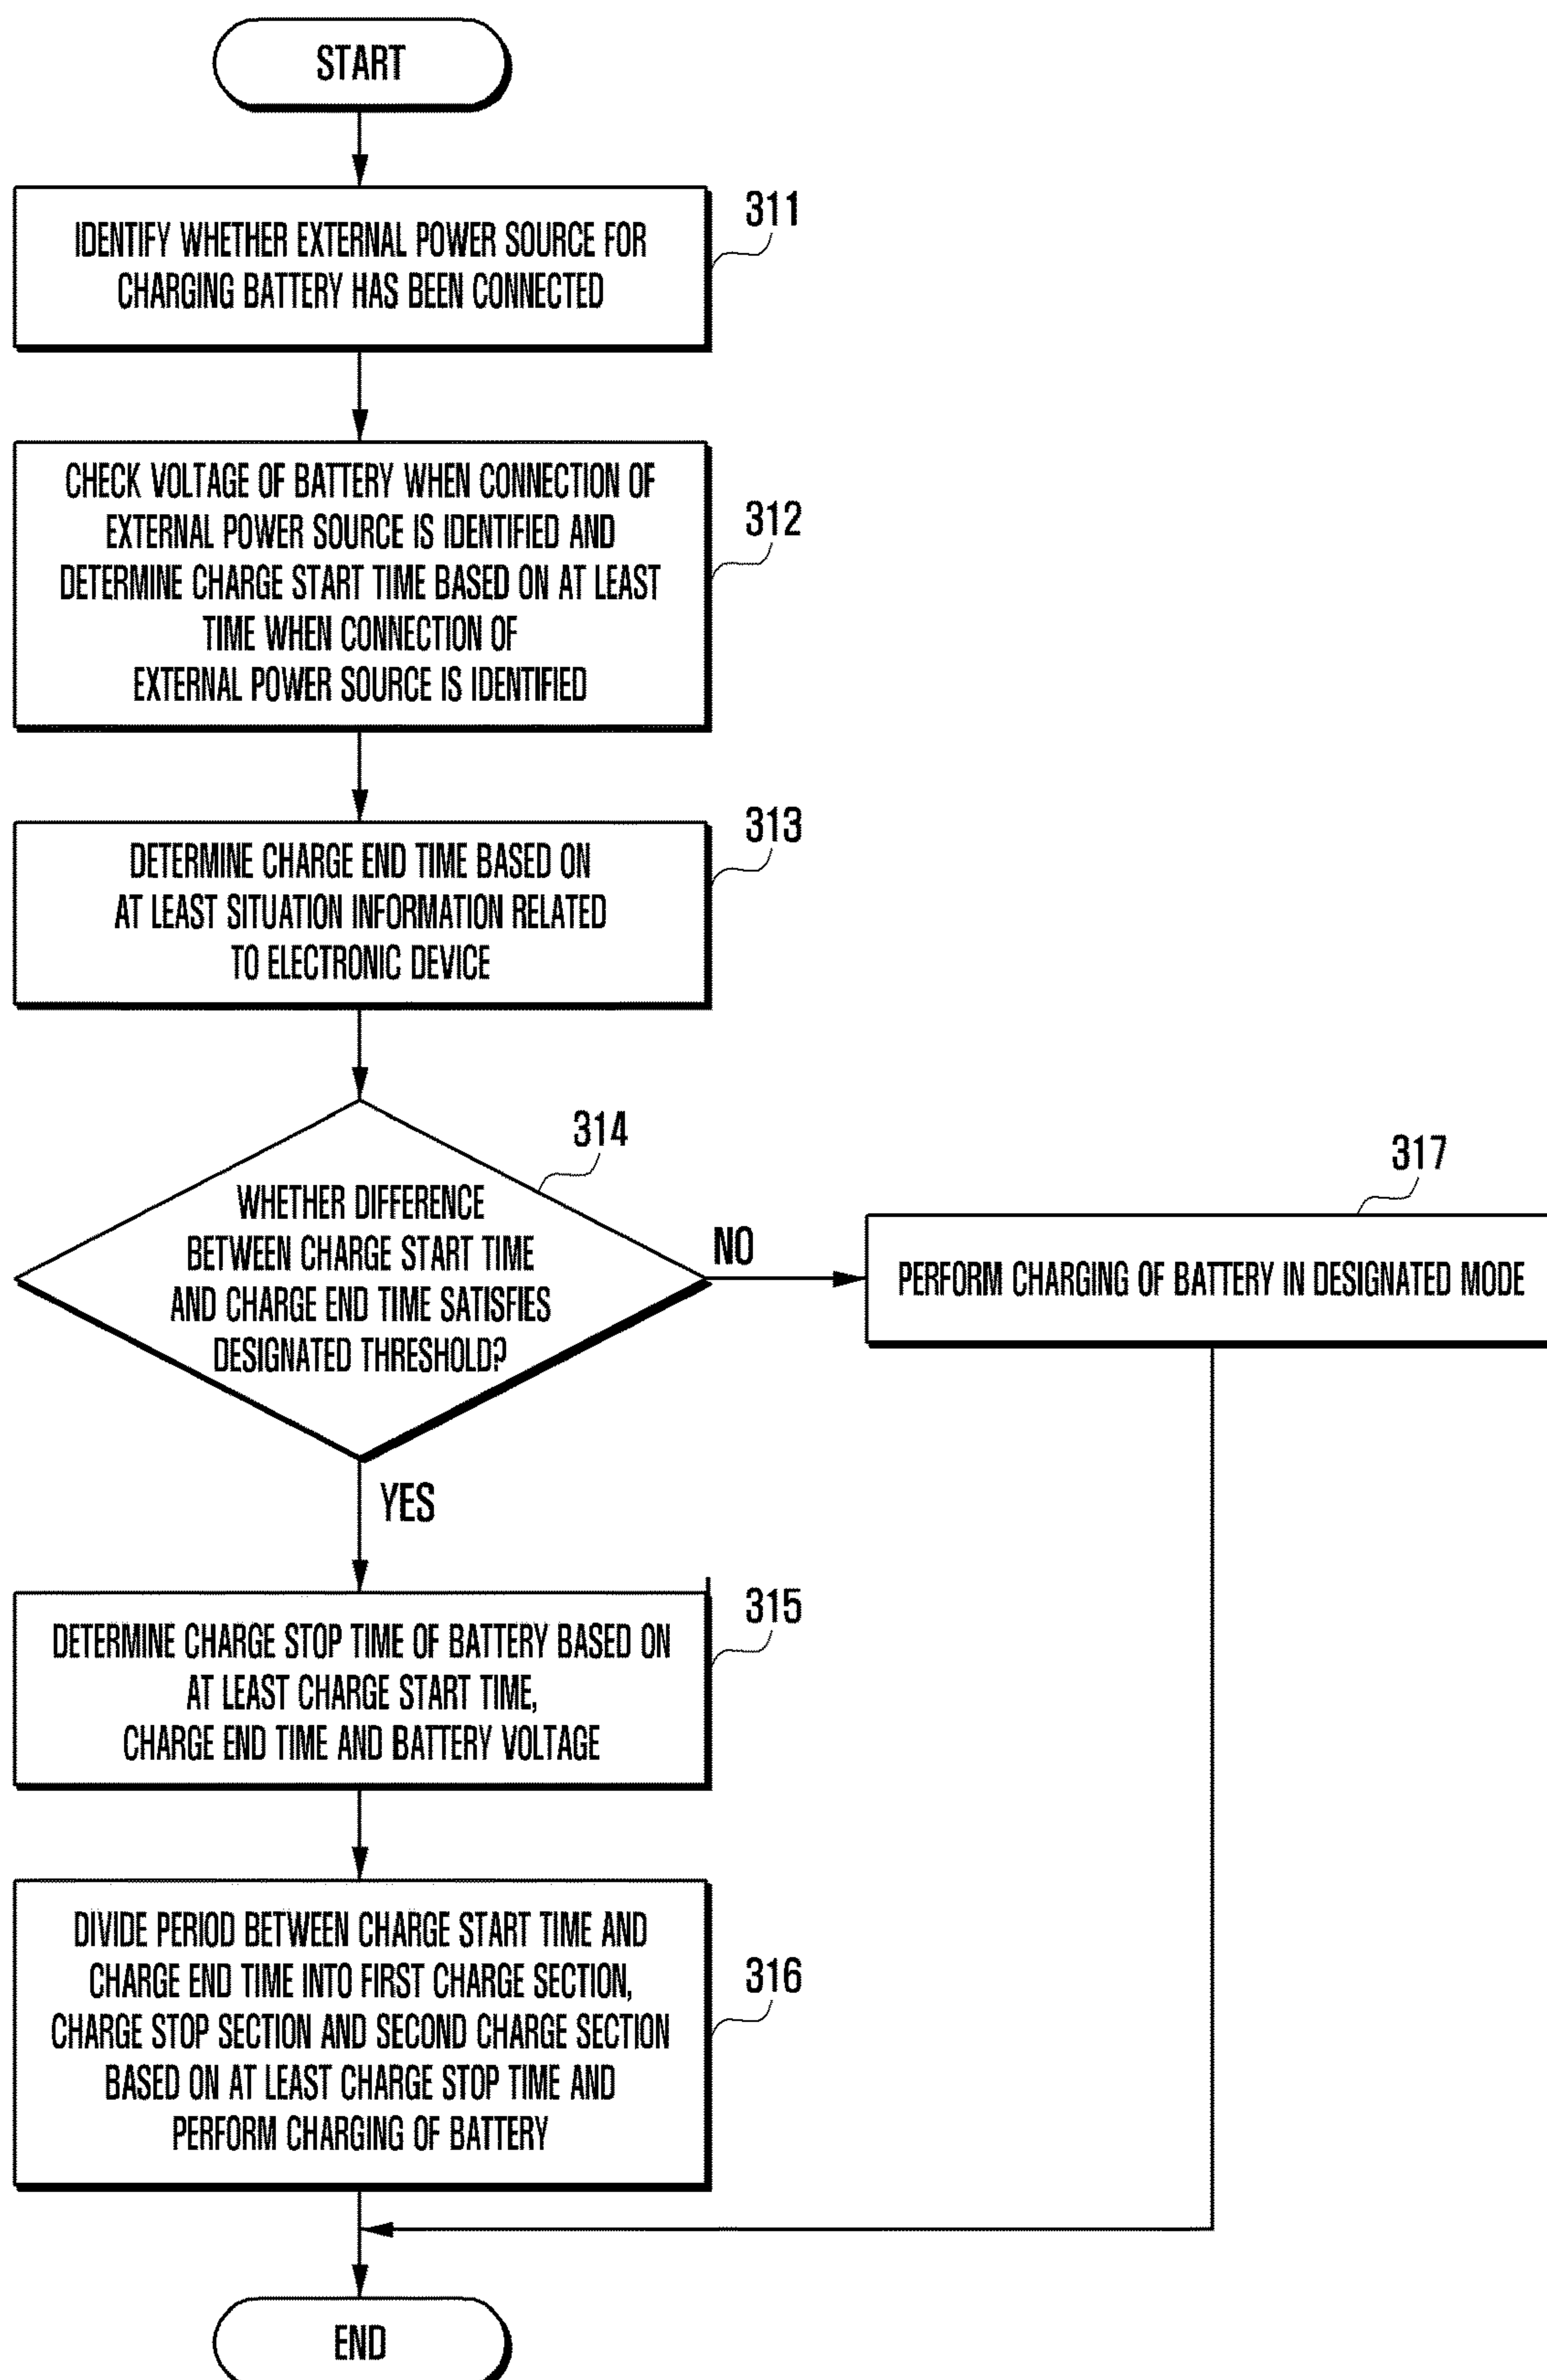 START
311
IDENTIFY WHETHER EXTERNAL POWER SOURCE FOR
CHARGING BATTERY HAS BEEN CONNECTED
312
CHECK VOLTAGE OF BATTERY WHEN CONNECTION OF
EXTERNAL POWER SOURCE IS IDENTIFIED AND
DETERMINE CHARGE START TIME BASED ON AT LEAST
TIME WHEN CONNECTION OF
EXTERNAL POWER SOURCE IS IDENTIFIED
313
DETERMINE CHARGE END TIME BASED ON
AT LEAST SITUATION INFORMATION RELATED
TO ELECTRONIC DEVICE
314
WHETHER DIFFERENCE
BETWEEN CHARGE START TIME
AND CHARGE END TIME SATISFIES
DESIGNATED THRESHOLD?
NO
317
PERFORM CHARGING OF BATTERY IN DESIGNATED MODE
YES
315
DETERMINE CHARGE STOP TIME OF BATTERY BASED ON
AT LEAST CHARGE START TIME,
CHARGE END TIME AND BATTERY VOLTAGE
316
DIVIDE PERIOD BETWEEN CHARGE START TIME AND
CHARGE END TIME INTO FIRST CHARGE SECTION,
CHARGE STOP SECTION AND SECOND CHARGE SECTION
BASED ON AT LEAST CHARGE STOP TIME AND
PERFORM CHARGING OF BATTERY
END